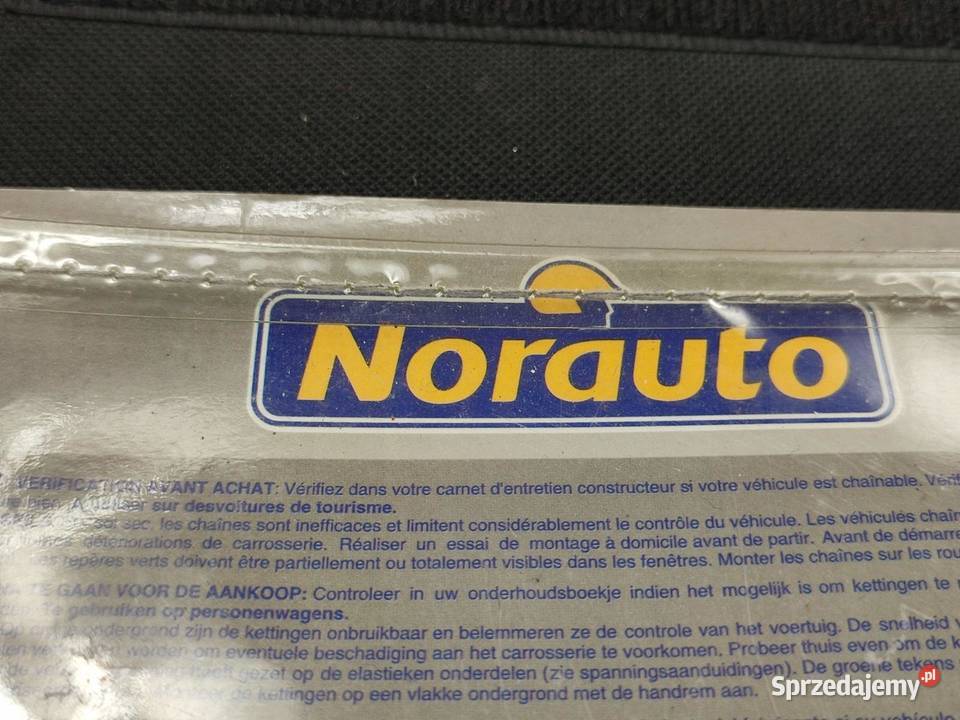 Norauto
VERIFICATION AVANT ACHAT: Vérifiez dans votre carnet d'entretien constructeur si votre véhicule est chaînable.
sur desvoitures de tourisme.
sol sec, les chaînes sont inefficaces et limitent considérablement le contrôle du véhicule. Les véhicules
détériorations de carrosserie. Réaliser un essai de montage à domicile avant de partir. Avant de
repères verts doivent être partiellement ou totalement visibles dans les fenêtres. Monter les chaînes sur les
TE GAAN VOOR DE AANKOOP: Controleer in uw onderhoudsboekje indien het mogelijk is om kettingen te
Te gebruiken op personenwagens.
ondergrond zijn de kettingen onbruikbaar en belemmeren ze de controle van het voertuig. De snelheid
worden om eventuele beschadiging aan het carrosserie te voorkomen. Probeer thuis even om de
gezet op de elastieken onderdelen (zie spanningsaanduidingen). De groene tekens
de kettingen op een vlakke ondergrond met de handrem aan.
Sprzedajemy.pl